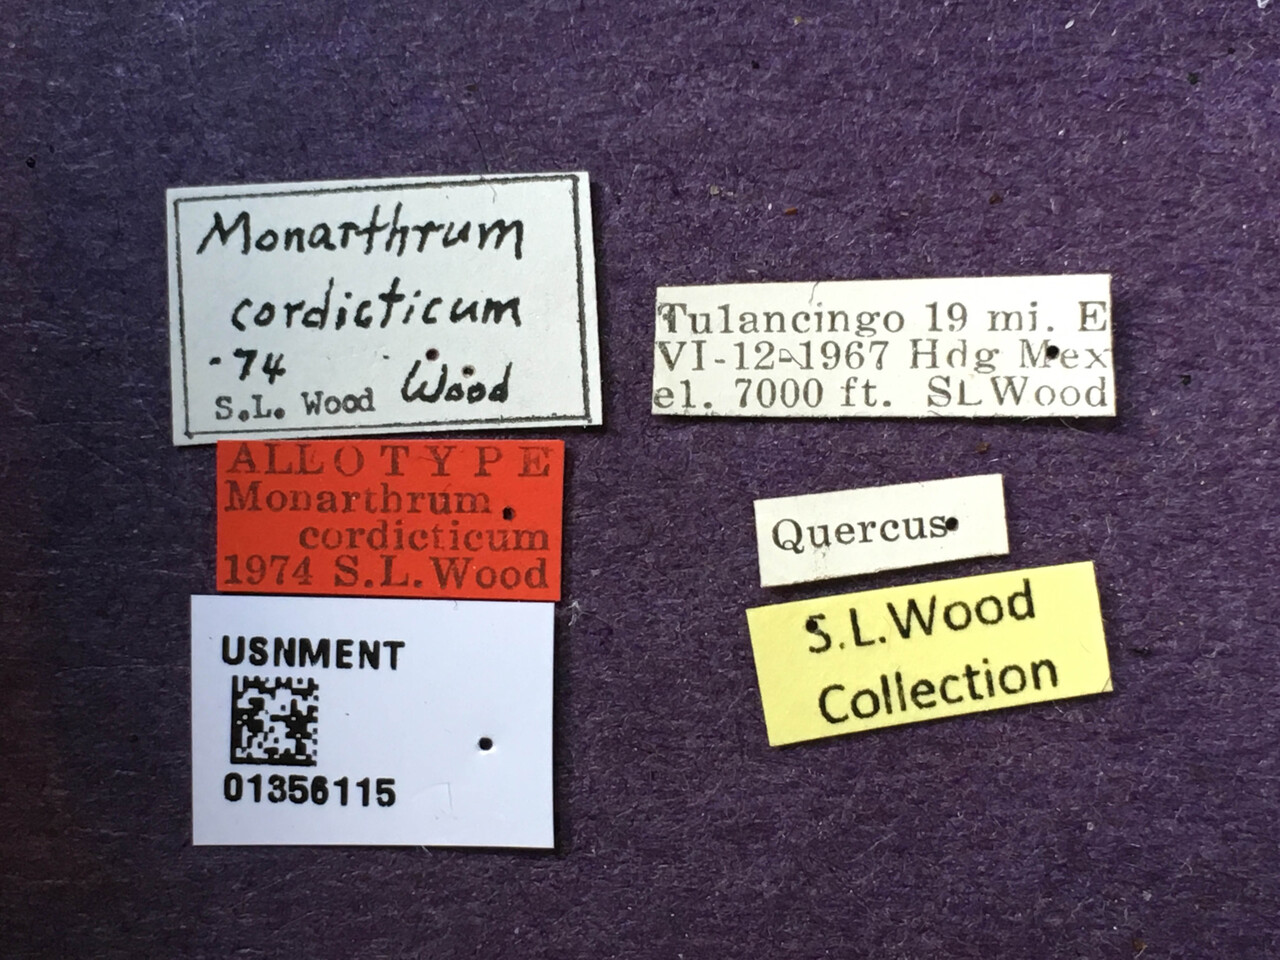 Monarthrum
cordicticum
-74
Wood
S.L. Wood
ALLOTYPE
Monarthrum
cordicticum
1974 S.L.Wood
USNMENT
01356115
Tulancingo 19 mi. E
VI-12-1967 Hdg Mex
el. 7000 ft. SLWood
Quercus
S.L.Wood
Collection